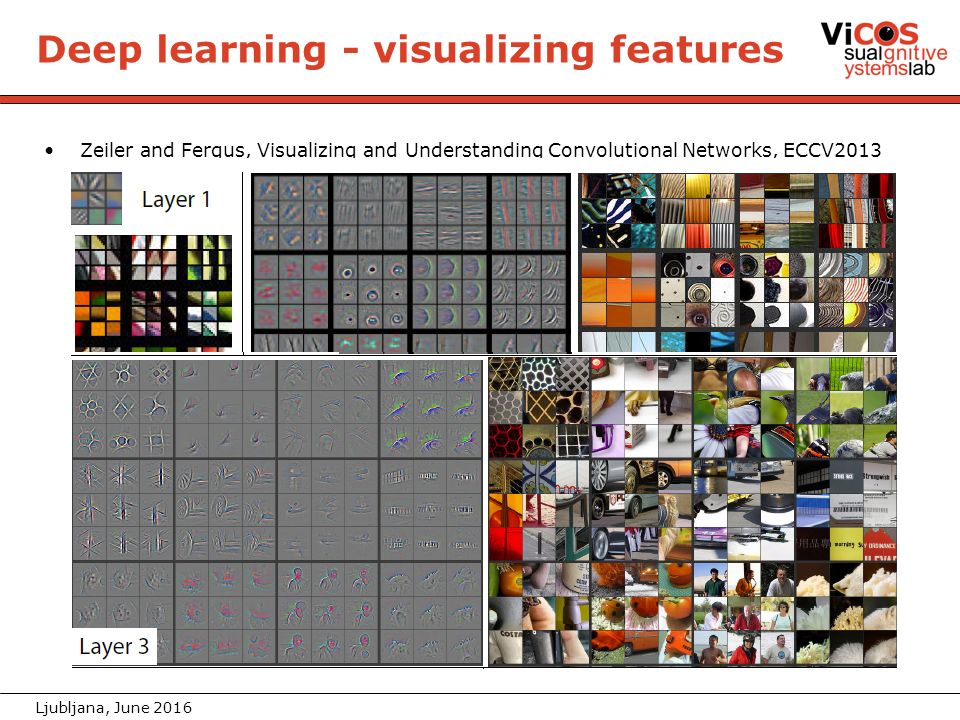 Deep learning - visualizing features
ViCOS
sualgnitive
ystemslab
• Zeiler and Fergus, Visualizing and Understanding Convolutional Networks, ECCV2013
Layer 1
Layer 3
COSTA
Ljubljana, June 2016